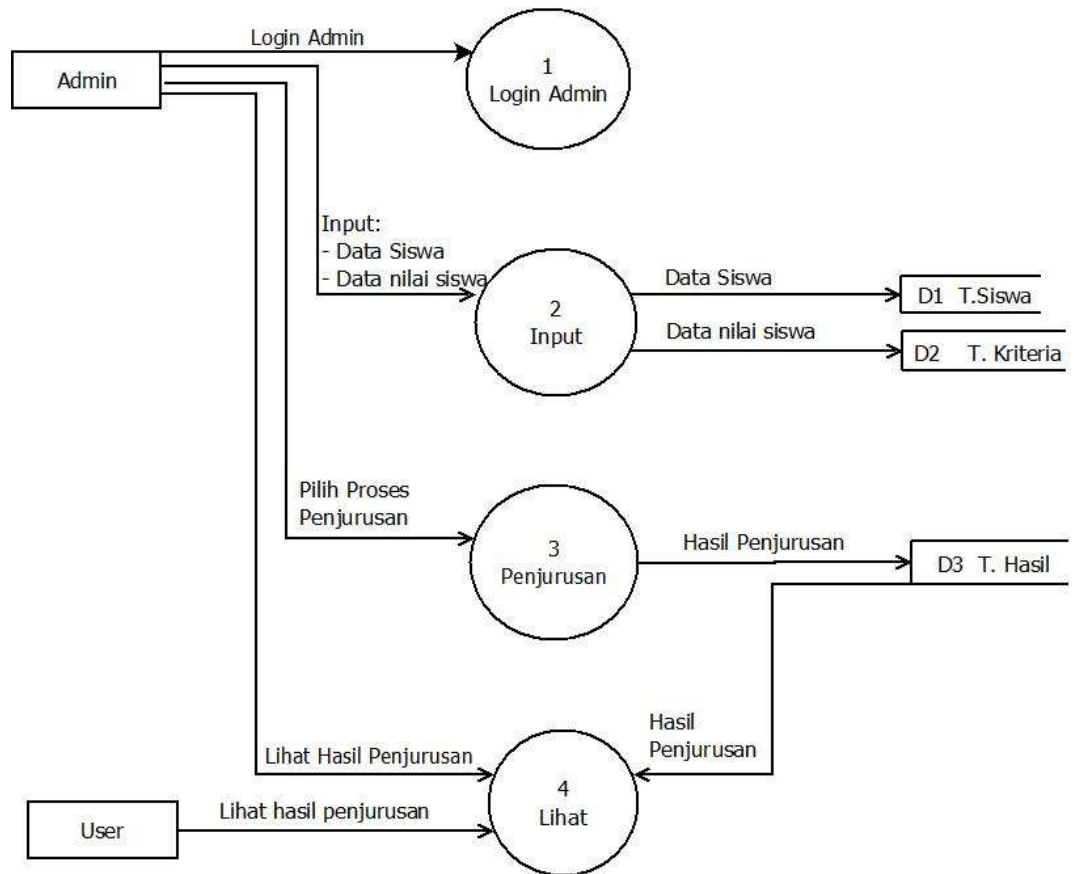 Login Admin
Admin
1
Login Admin
Input:
- Data Siswa
- Data nilai siswa
2
Input
Data Siswa
D1 T.Siswa
Data nilai siswa
D2 T. Kriteria
Pilih Proses
Penjurusan
3
Penjurusan
Hasil Penjurusan
D3 T. Hasil
Hasil
Penjurusan
Lihat Hasil Penjurusan
4
Lihat
User
Lihat hasil penjurusan